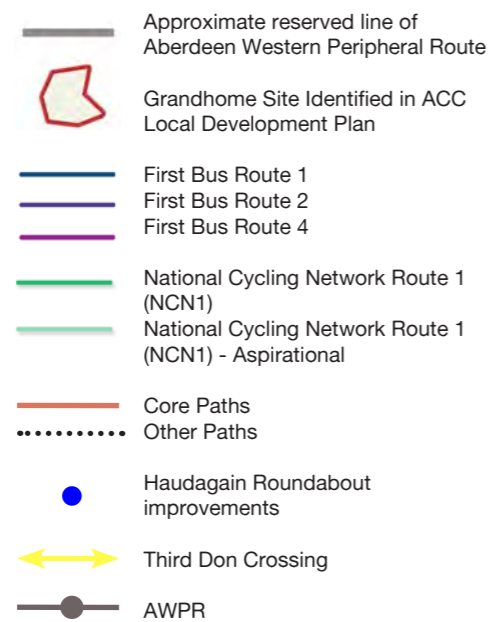 Approximate reserved line of
Aberdeen Western Peripheral Route
Grandhome Site Identified in ACC
Local Development Plan
First Bus Route 1
First Bus Route 2
First Bus Route 4
National Cycling Network Route 1
(NCN1)
National Cycling Network Route 1
(NCN1) - Aspirational
Core Paths
Other Paths
Haudagain Roundabout
improvements
Third Don Crossing
AWPR